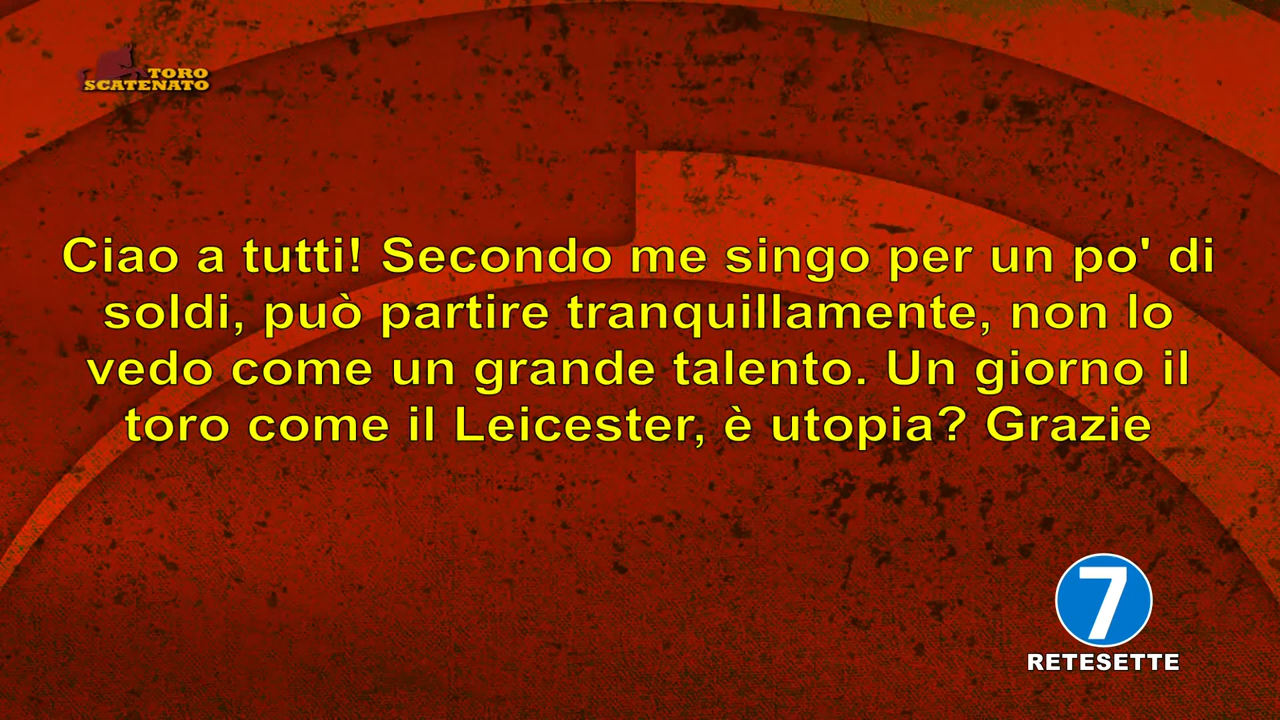 TORO
SCATENATO
Ciao a tutti! Secondo me singo per un po' di
soldi, può partire tranquillamente, non lo
vedo come un grande talento. Un giorno il
toro come il Leicester, è utopia? Grazie
7
RETESETTE